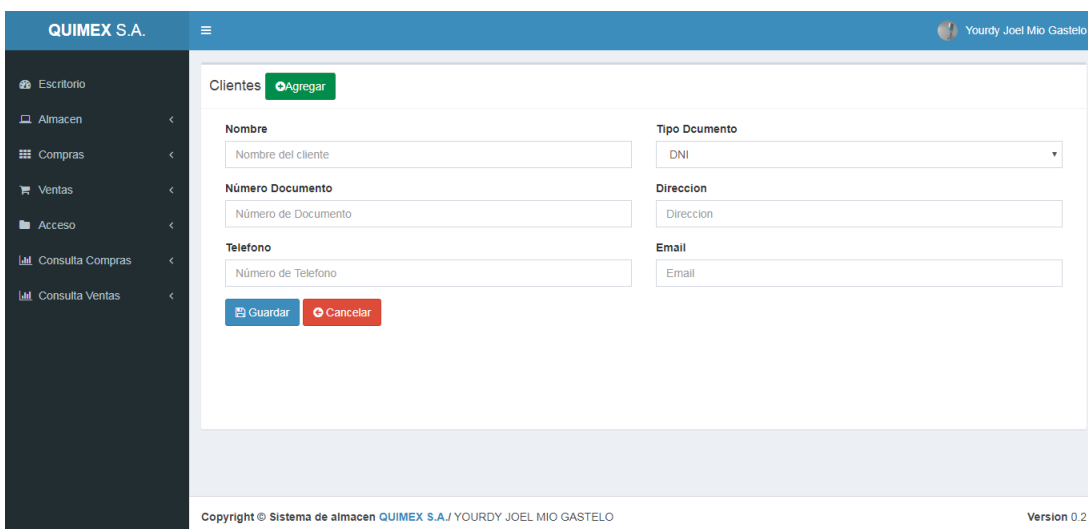 QUIMEX S.A.
Yourdy Joel Mio Gastelo
Escritorio
Almacen
Compras
Ventas
Acceso
Consulta Compras
Consulta Ventas
Clientes Agregar
Nombre
Nombre del cliente
Tipo Dcumento
DNI
Número Documento
Número de Documento
Direccion
Direccion
Telefono
Número de Telefono
Email
Email
Guardar Cancelar
Copyright © Sistema de almacen QUIMEX S.A./ YOURDY JOEL MIO GASTELO
Version 0.2